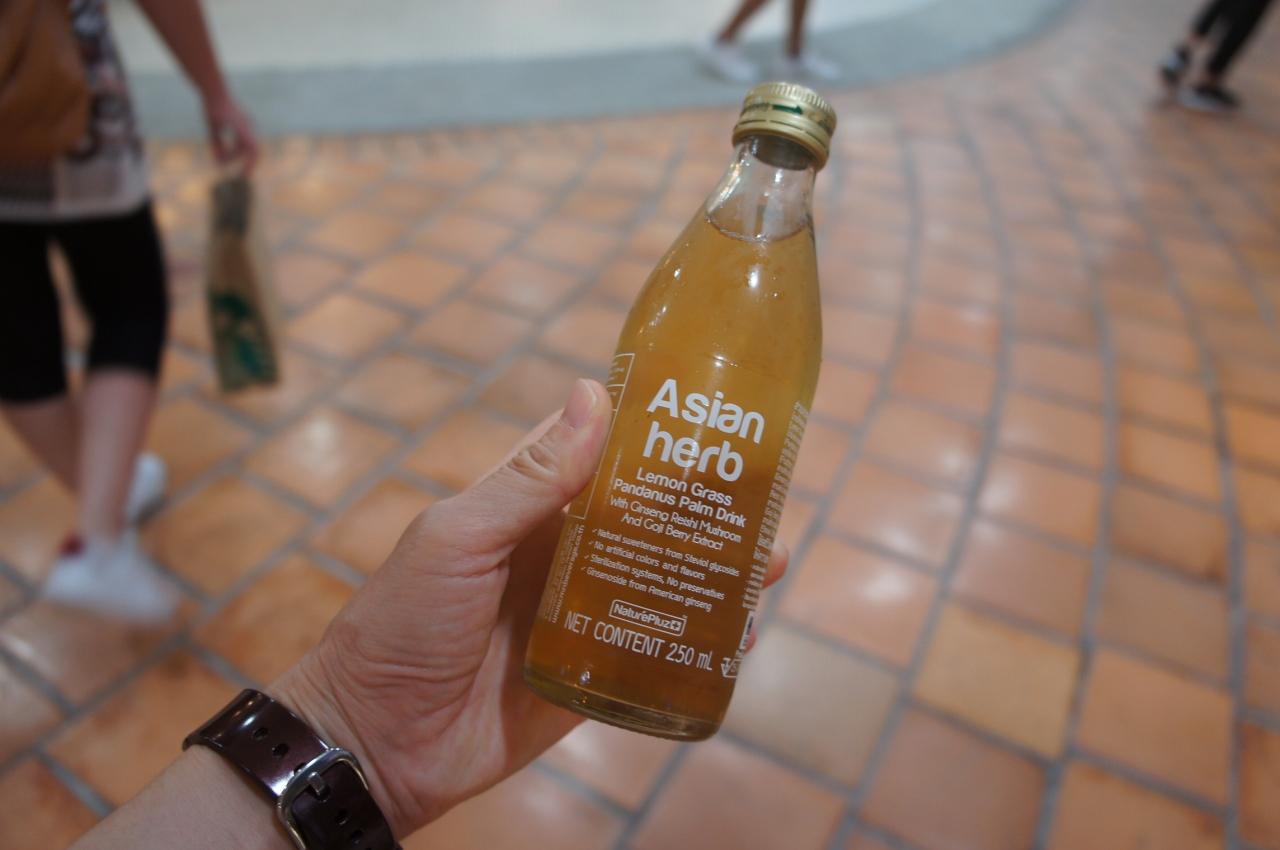 Asian
herb
Lemon Grass
Pandanus Palm Drink
With Ginseng Reishi Mushroom
And Goji Berry Extract
✓ Natural sweeteners from Steviol glycosides
✓ No artificial colors and flavors
✓ Sterilization systems, No preservatives
✓ Ginsenoside from American ginseng
NaturePluz
NET CONTENT 250 mL